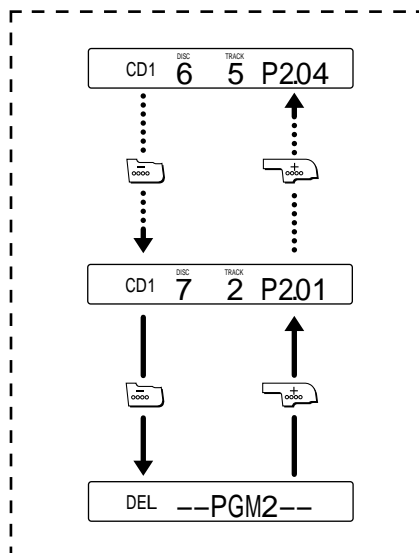 DISC TRACK
CD1 6 5 P2.04
– +
DISC TRACK
CD1 7 2 P2.01
– +
DEL --PGM2--